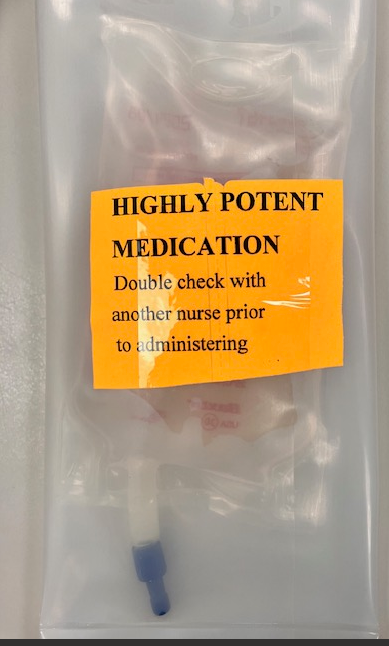 HIGHLY POTENT
MEDICATION
Double check with
another nurse prior
to administering